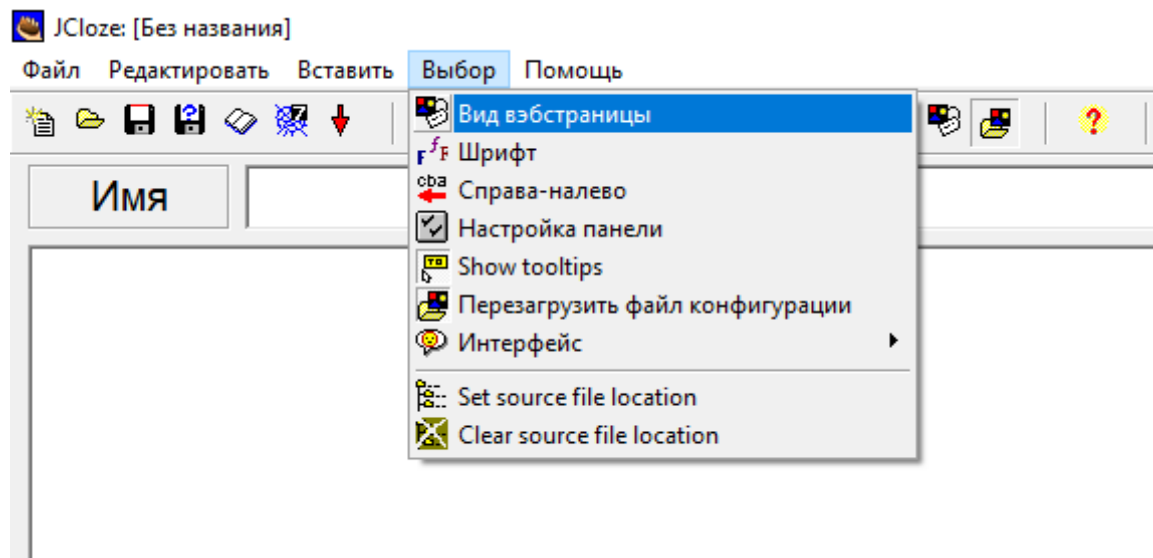 JCloze: [Без названия]
Файл Редактировать Вставить Выбор Помощь
Вид вэбстраницы
Шрифт
Справа-налево
Настройка панели
Show tooltips
Перезагрузить файл конфигурации
Интерфейс
Set source file location
Clear source file location
Имя